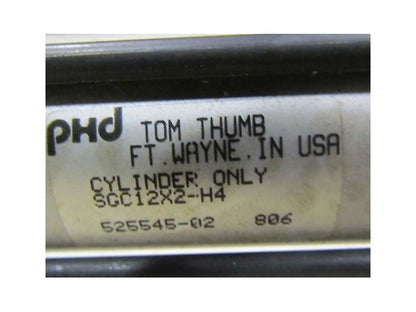 PHD TOM THUMB
FT. WAYNE, IN USA
CYLINDER ONLY
SGC12X2-H4
525545-02 806